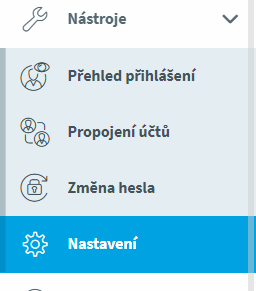 Nástroje
Přehled přihlášení
Propojení účtů
Změna hesla
Nastavení